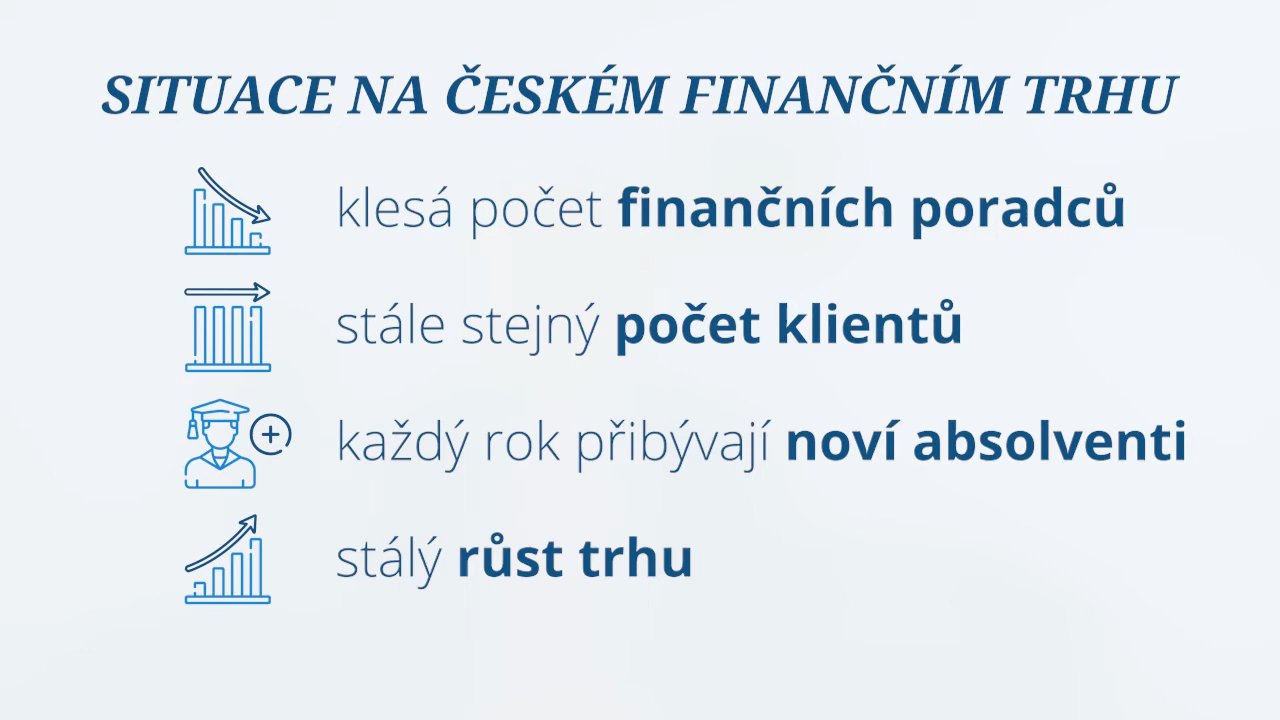 SITUACE NA ČESKÉM FINANČNÍM TRHU
klesá počet finančních poradců
stále stejný počet klientů
každý rok přibývají noví absolventi
stálý růst trhu